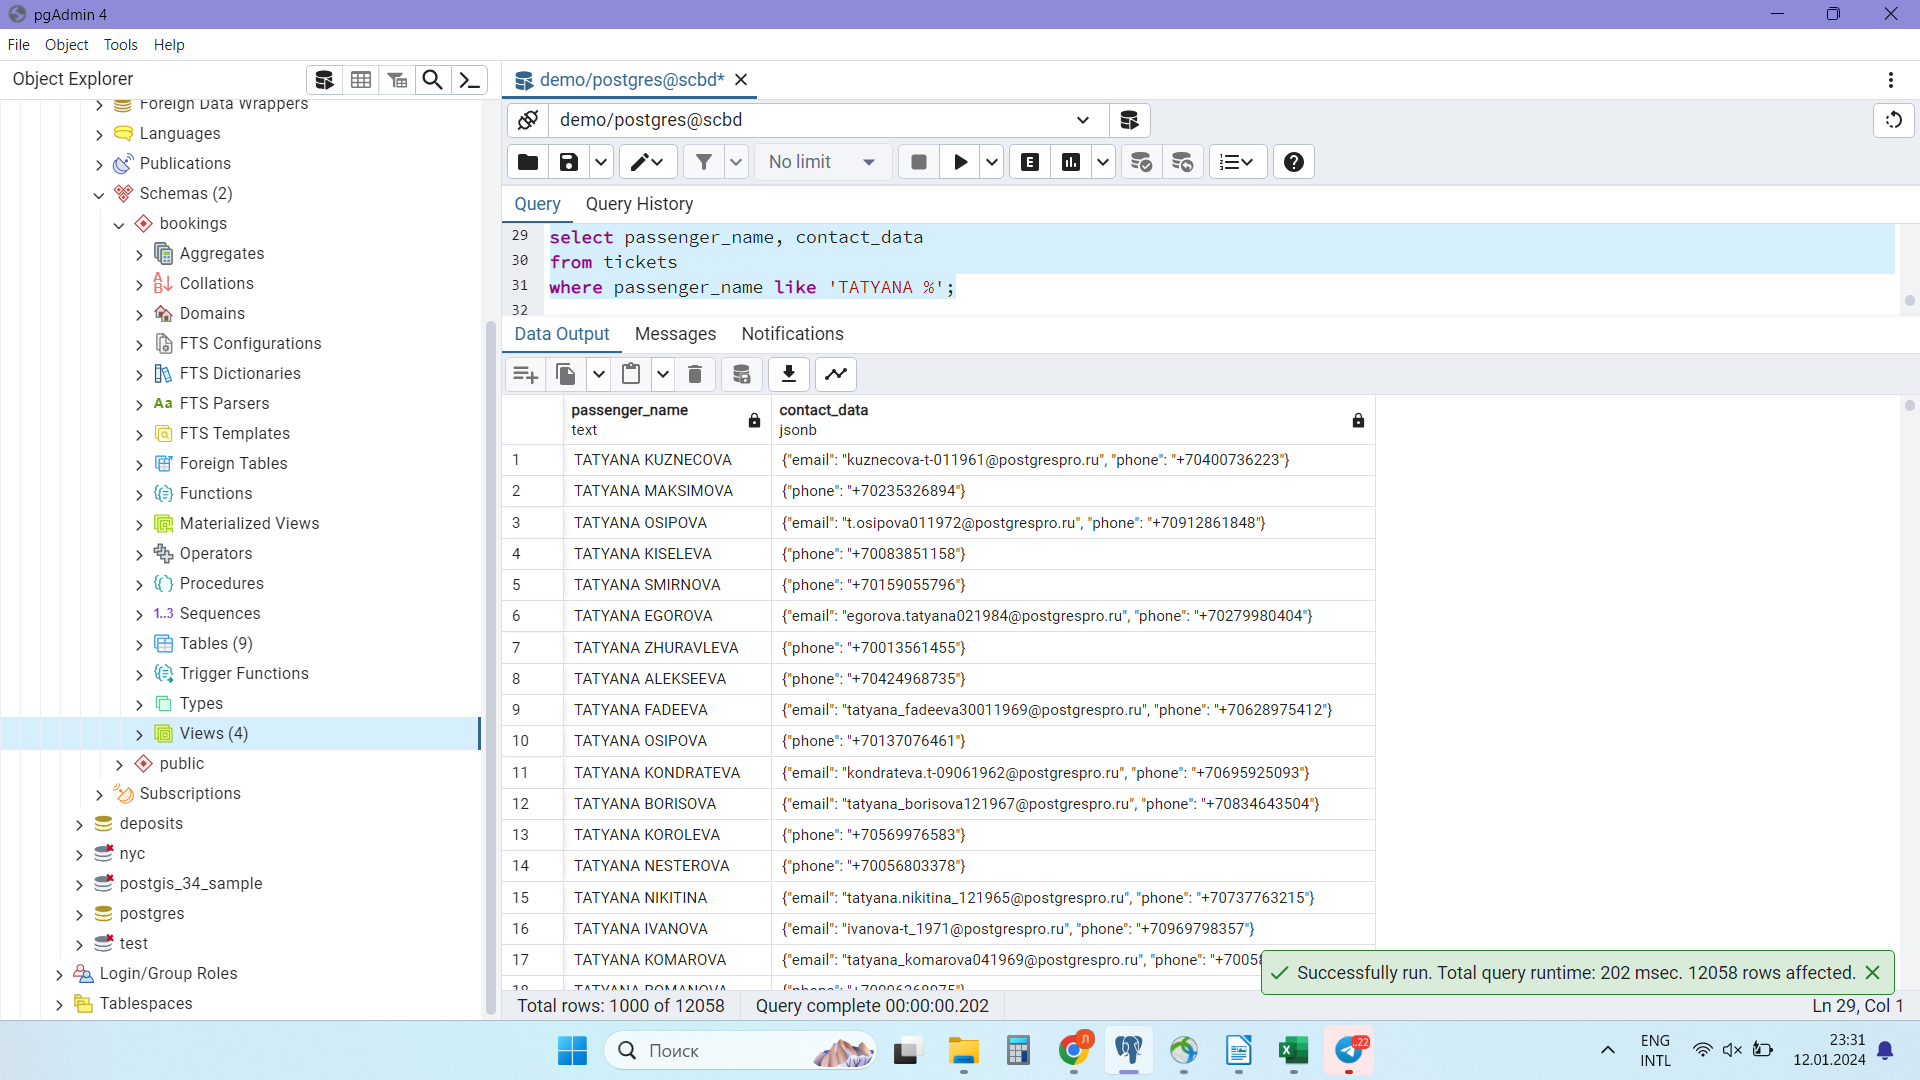 pgAdmin 4
File Object Tools Help
Object Explorer
demo/postgres@scbd*
demo/postgres@scbd
No limit
Query Query History
29 select passenger_name, contact_data
30 from tickets
31 where passenger_name like 'TATYANA %';
32
Data Output Messages Notifications
passenger_name
text
contact_data
jsonb
1 TATYANA KUZNECOVA {"email": "kuznecova-t-011961@postgrespro.ru", "phone": "+70400736223"}
2 TATYANA MAKSIMOVA {"phone": "+70235326894"}
3 TATYANA OSIPOVA {"email": "t.osipova011972@postgrespro.ru", "phone": "+70912861848"}
4 TATYANA KISELEVA {"phone": "+70083851158"}
5 TATYANA SMIRNOVA {"phone": "+70159055796"}
6 TATYANA EGOROVA {"email": "egorova.tatyana021984@postgrespro.ru", "phone": "+70279980404"}
7 TATYANA ZHURAVLEVA {"phone": "+70013561455"}
8 TATYANA ALEKSEEVA {"phone": "+70424968735"}
9 TATYANA FADEEVA {"email": "tatyana_fadeeva30011969@postgrespro.ru", "phone": "+70628975412"}
10 TATYANA OSIPOVA {"phone": "+70137076461"}
11 TATYANA KONDRATEVA {"email": "kondrateva.t-09061962@postgrespro.ru", "phone": "+70695925093"}
12 TATYANA BORISOVA {"email": "tatyana_borisova121967@postgrespro.ru", "phone": "+70834643504"}
13 TATYANA KOROLEVA {"phone": "+70569976583"}
14 TATYANA NESTEROVA {"phone": "+70056803378"}
15 TATYANA NIKITINA {"email": "tatyana.nikitina_121965@postgrespro.ru", "phone": "+70737763215"}
16 TATYANA IVANOVA {"email": "ivanova-t_1971@postgrespro.ru", "phone": "+70969798357"}
17 TATYANA KOMAROVA {"email": "tatyana_komarova041969@postgrespro.ru", "phone": "+7005
Successfully run. Total query runtime: 202 msec. 12058 rows affected.
Total rows: 1000 of 12058 Query complete 00:00:00.202 Ln 29, Col 1
Foreign Data Wrappers
Languages
Publications
Schemas (2)
bookings
Aggregates
Collations
Domains
FTS Configurations
FTS Dictionaries
Aa FTS Parsers
FTS Templates
Foreign Tables
Functions
Materialized Views
Operators
Procedures
1..3 Sequences
Tables (9)
Trigger Functions
Types
Views (4)
public
Subscriptions
deposits
nyc
postgis_34_sample
postgres
test
Login/Group Roles
Tablespaces
Поиск
Л
22
ENG
INTL
23:31
12.01.2024